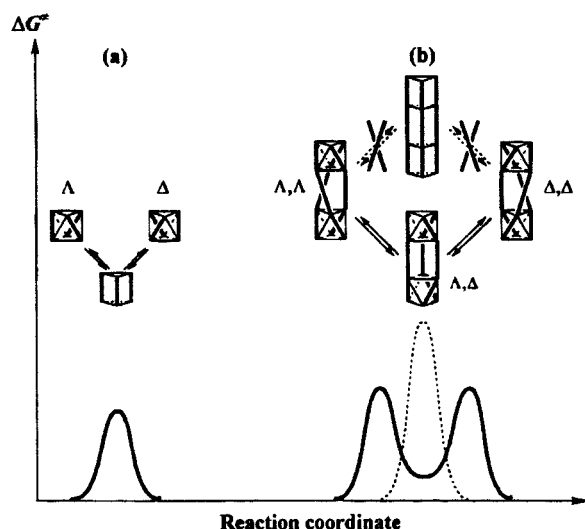 ΔG≠
(a)
(b)
Λ
Δ
Λ,Λ
Δ,Δ
Λ,Δ
Reaction coordinate